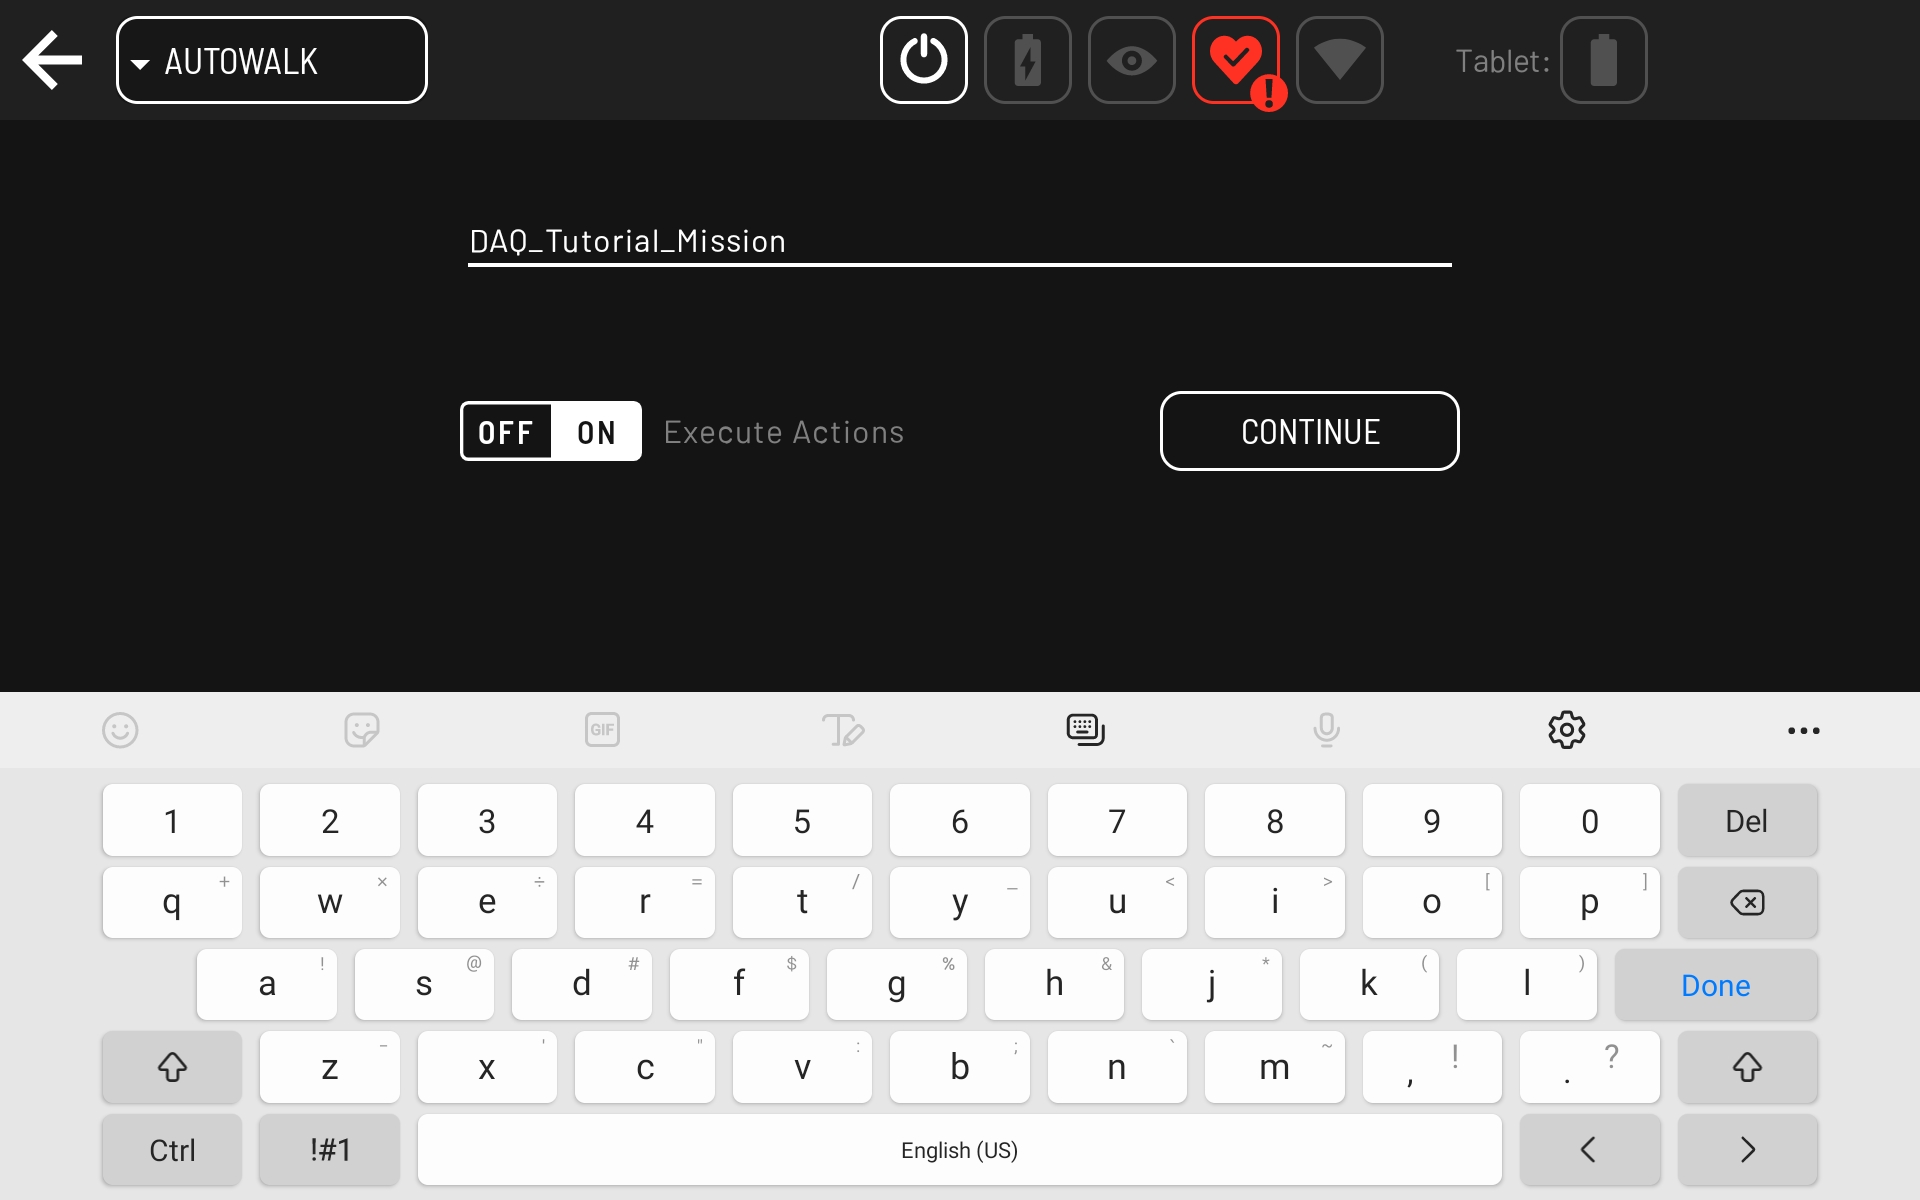 AUTOWALK
Tablet:
DAQ_Tutorial_Mission
OFF ON Execute Actions
CONTINUE
GIF
1 2 3 4 5 6 7 8 9 0 Del
q + w × e ÷ r = t / y _ u < i > o [ p ]
a ! s @ d # f $ g % h & j * k ( l ) Done
z - x ' c " v : b ; n ` m ~ , ! . ?
Ctrl !#1 English (US) < >